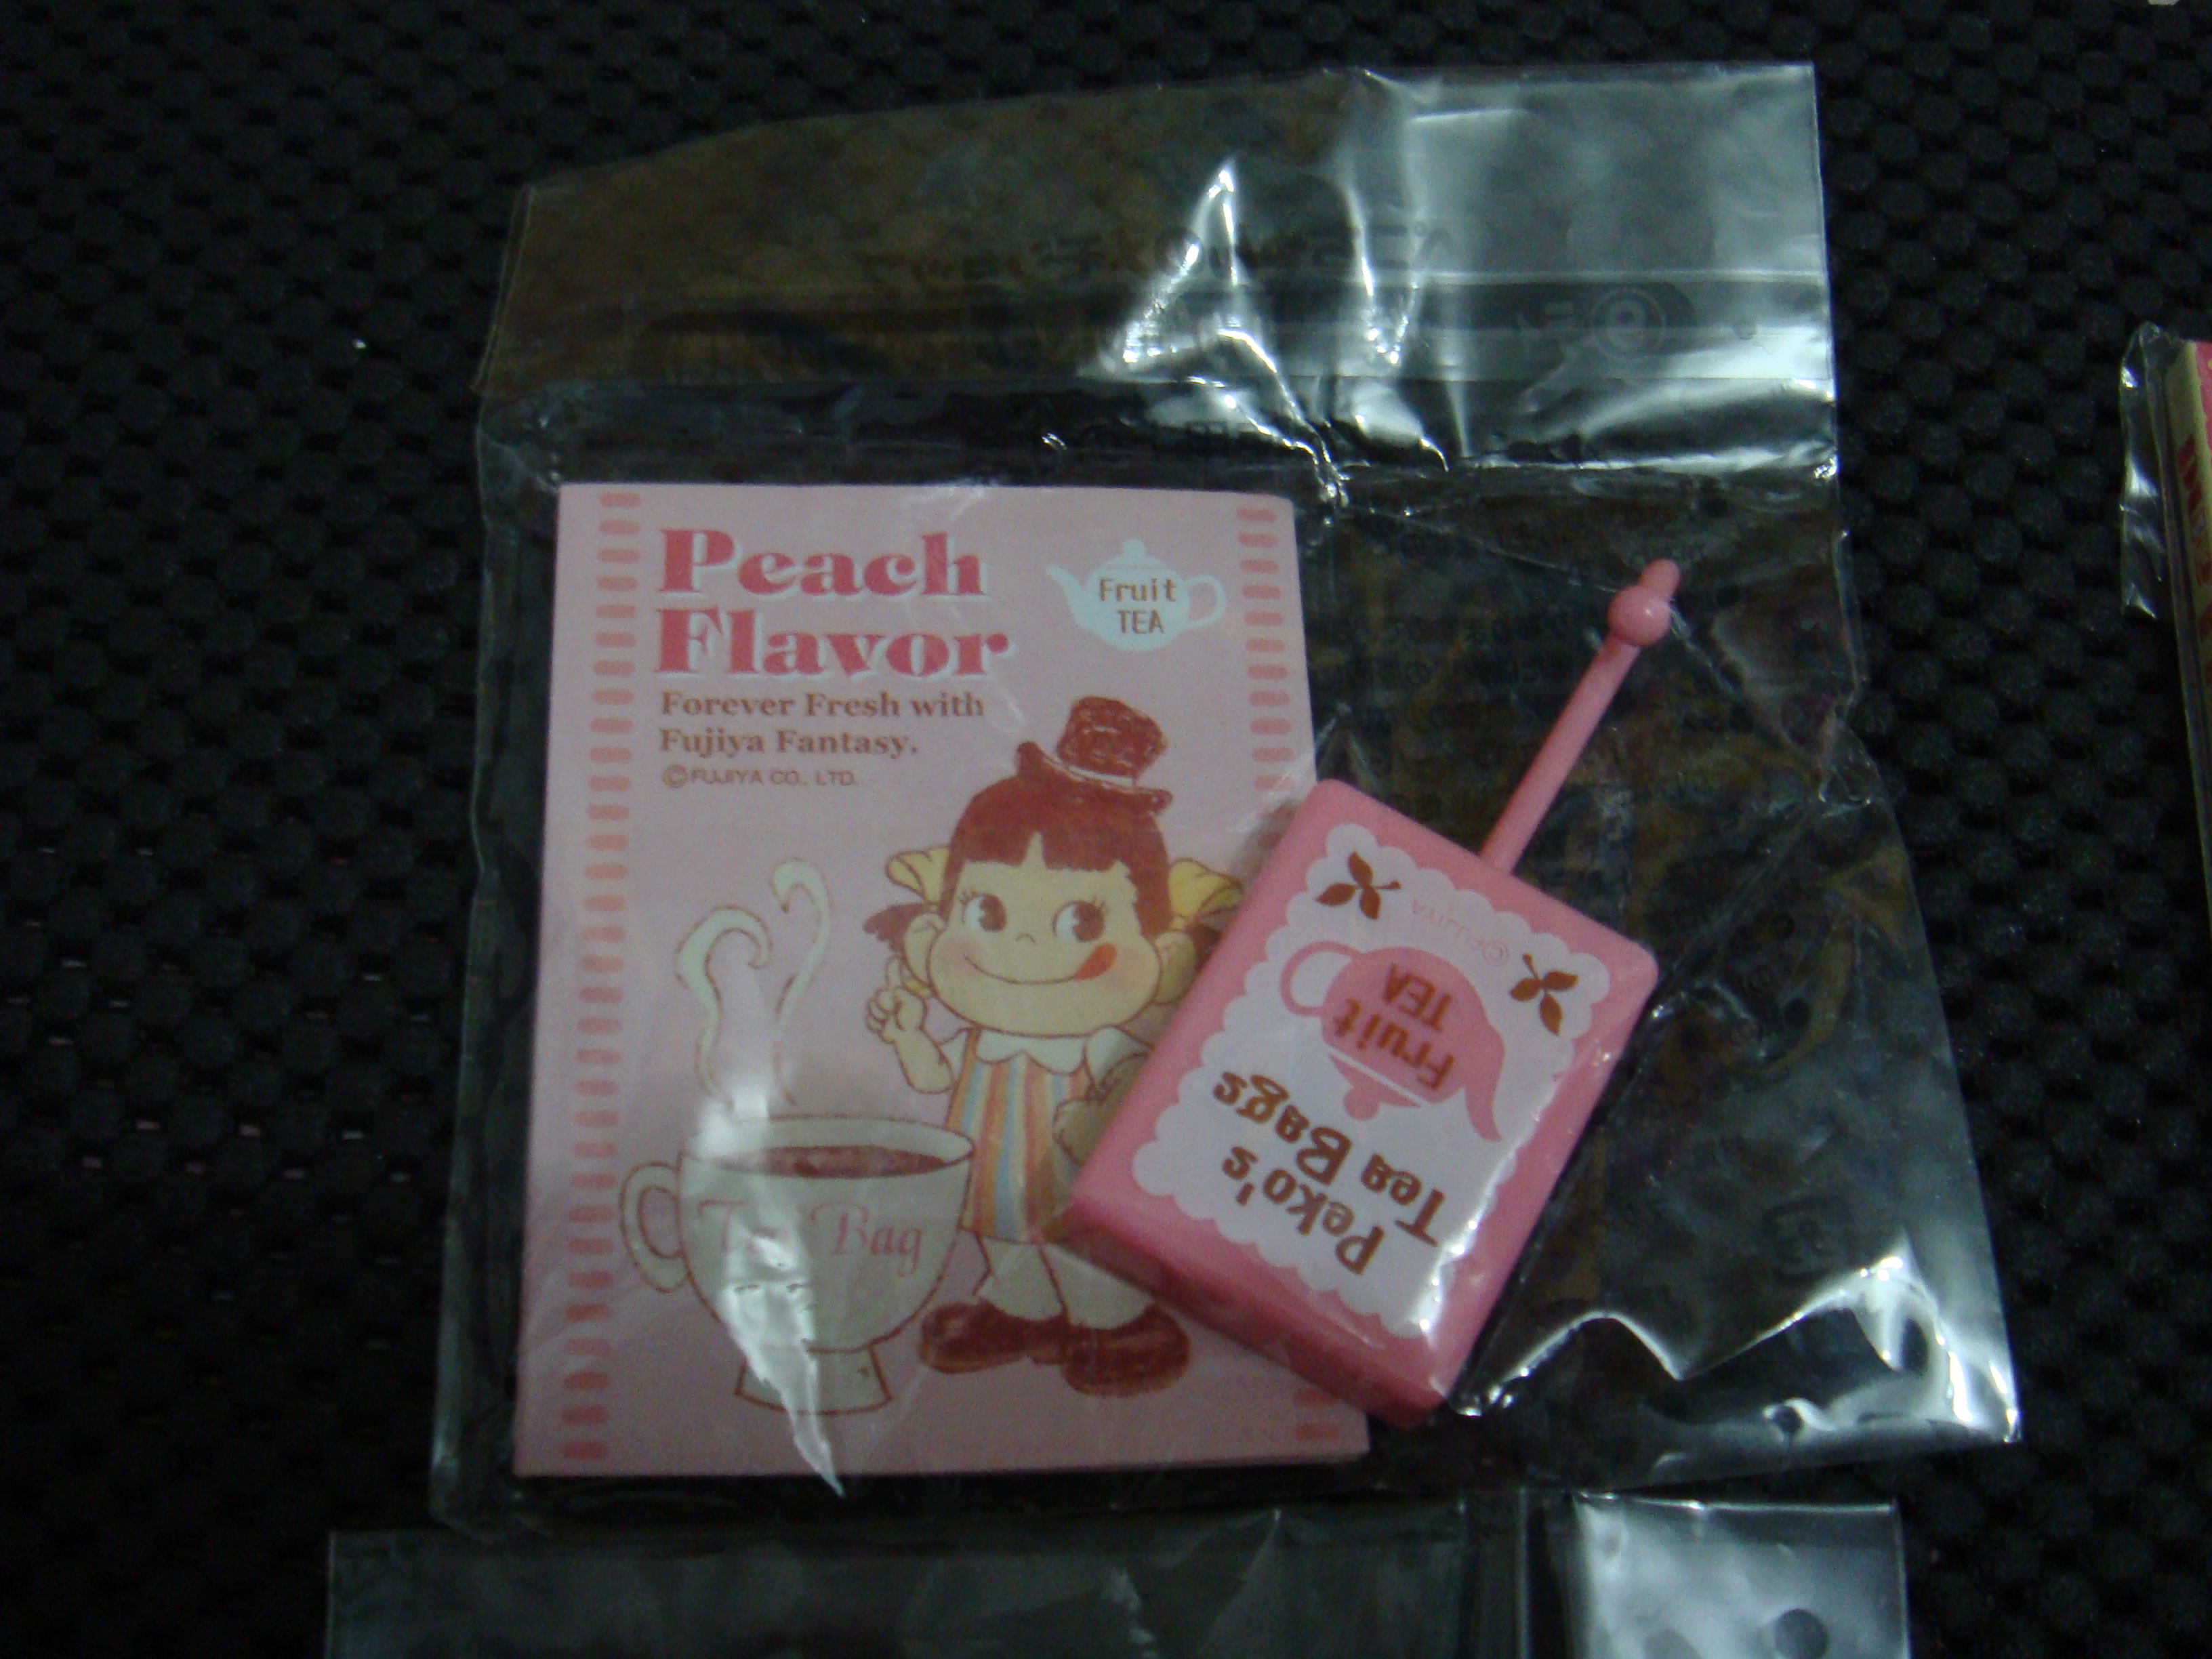 Peach
Flavor
Fruit
TEA
Forever Fresh with
Fujiya Fantasy.
©FUJIYA CO., LTD.
Tea Bag
Peko's
Tea Bags
Fruit
TEA
©FUJIYA